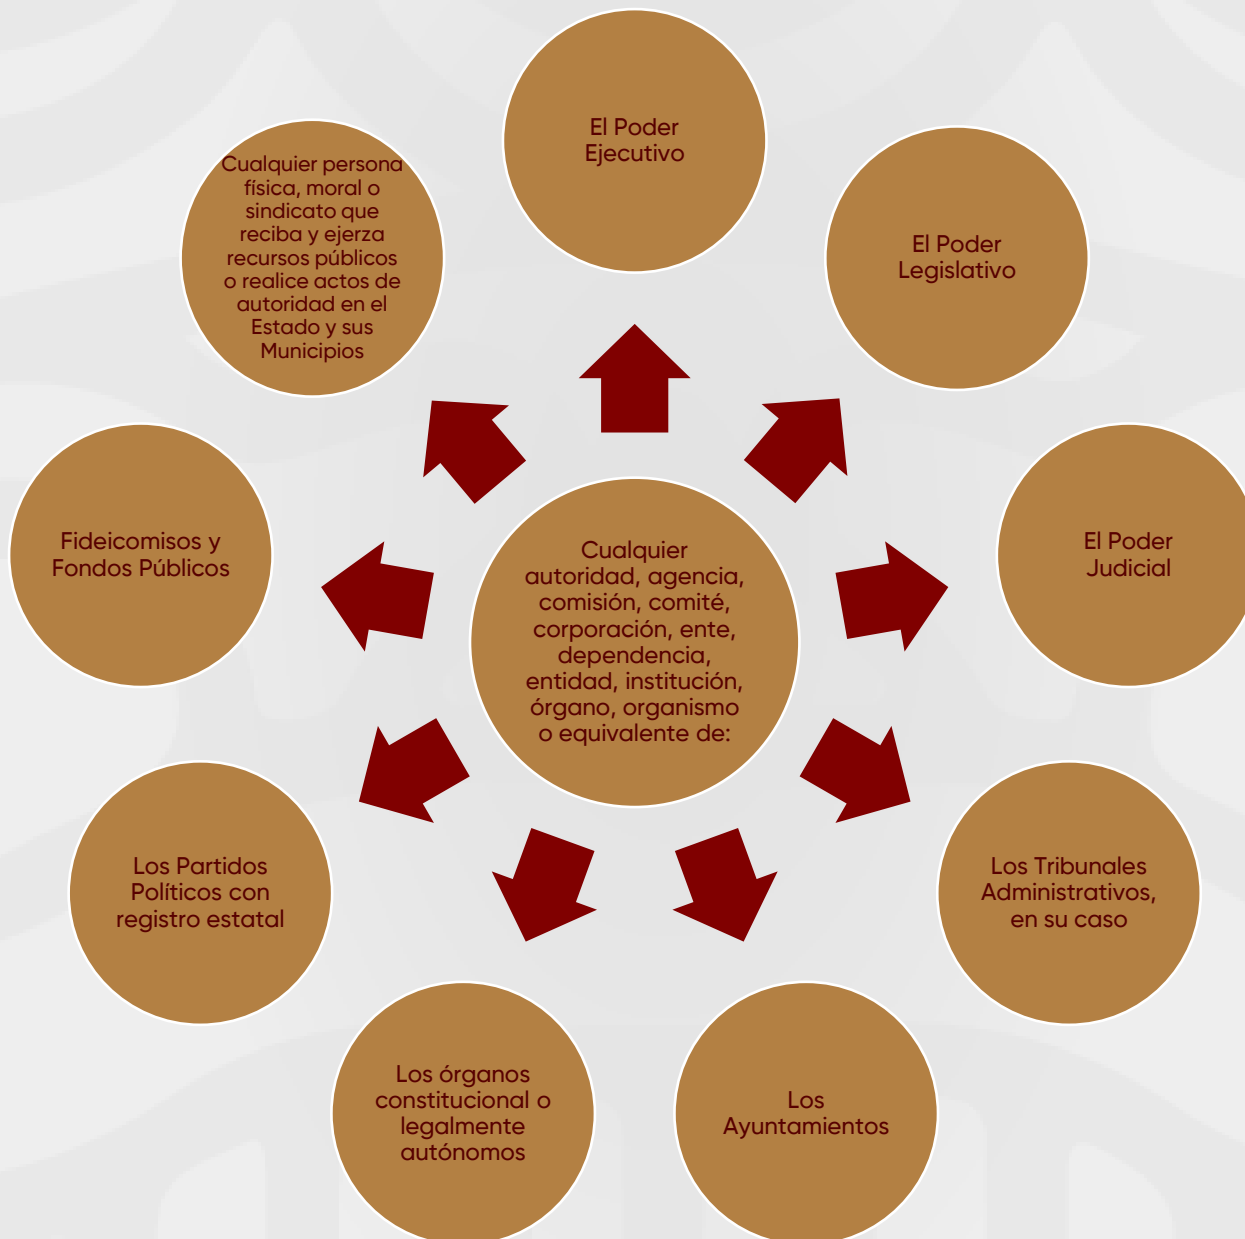 El Poder
Ejecutivo
El Poder
Legislativo
El Poder
Judicial
Los Tribunales
Administrativos,
en su caso
Los
Ayuntamientos
Los órganos
constitucional o
legalmente
autónomos
Los Partidos
Políticos con
registro estatal
Fideicomisos y
Fondos Públicos
Cualquier persona
física, moral o
sindicato que
reciba y ejerza
recursos públicos
o realice actos de
autoridad en el
Estado y sus
Municipios
Cualquier
autoridad, agencia,
comisión, comité,
corporación, ente,
dependencia,
entidad, institución,
órgano, organismo
o equivalente de: